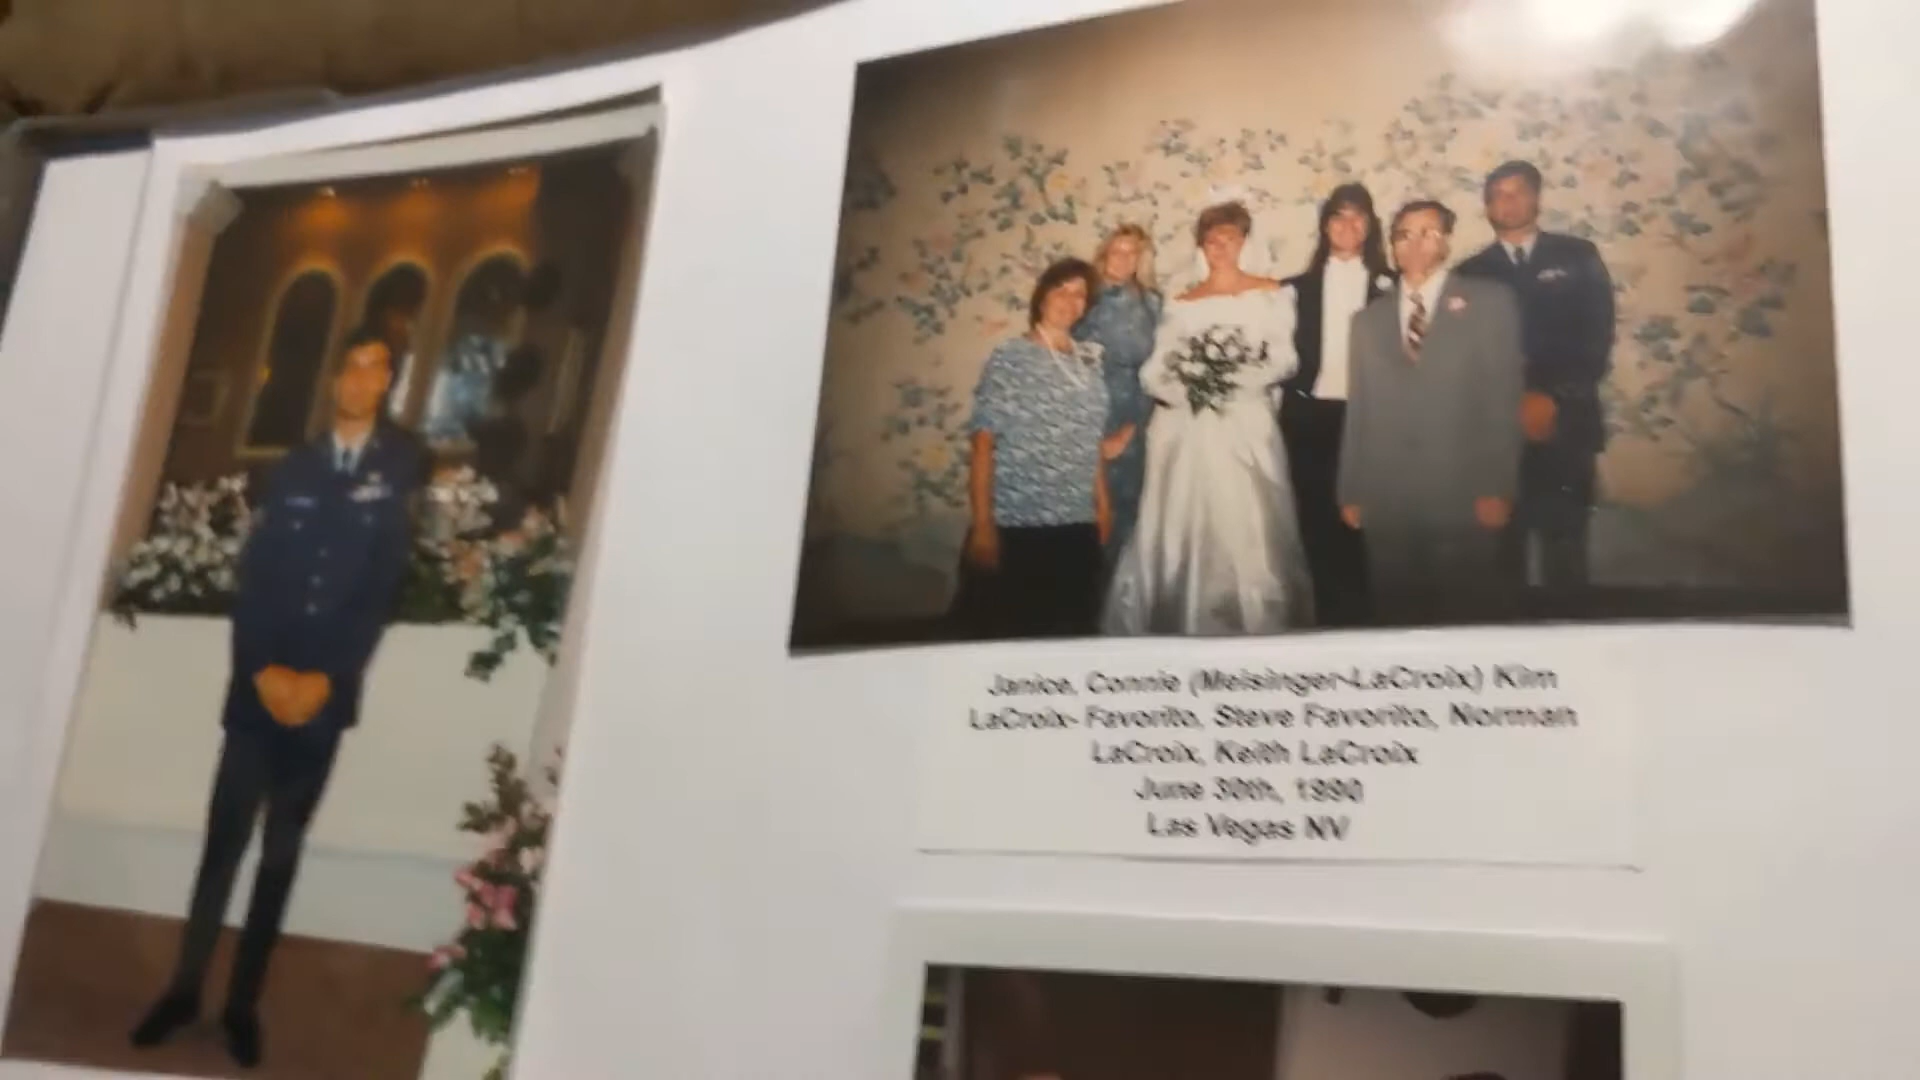 Janice, Connie (Meisinger-LaCroix) Kim
LaCroix- Favorito, Steve Favorito, Norman
LaCroix, Keith LaCroix
June 30th, 1990
Las Vegas NV